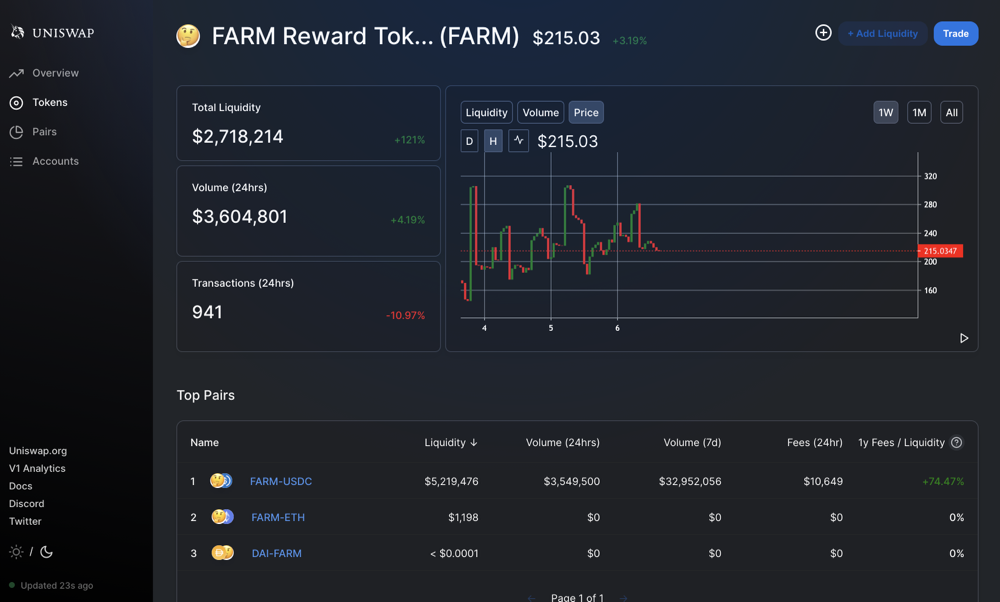 UNISWAP
Overview
Tokens
Pairs
Accounts
Uniswap.org
V1 Analytics
Docs
Discord
Twitter
/
Updated 23s ago
FARM Reward Tok... (FARM) $215.03 +3.19%
+ Add Liquidity
Trade
Total Liquidity
$2,718,214 +121%
Volume (24hrs)
$3,604,801 +4.19%
Transactions (24hrs)
941 -10.97%
Liquidity Volume Price 1W 1M All
D H $215.03
320
280
240
215.0347
200
160
4 5 6
Top Pairs
Name Liquidity ↓ Volume (24hrs) Volume (7d) Fees (24hr) 1y Fees / Liquidity ?
1 FARM-USDC $5,219,476 $3,549,500 $32,952,056 $10,649 +74.47%
2 FARM-ETH $1,198 $0 $0 $0 0%
3 DAI-FARM < $0.0001 $0 $0 $0 0%
← Page 1 of 1 →